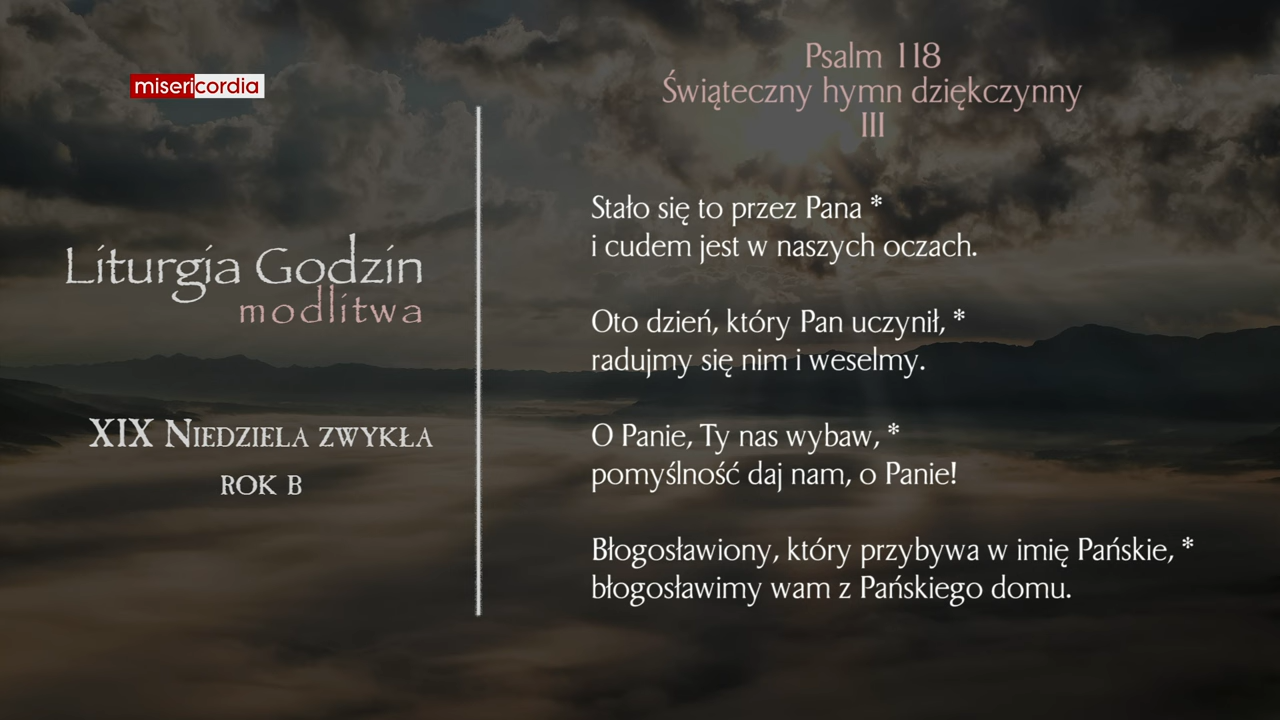 misericordia
Liturgia Godzin
modlitwa
XIX Niedziela zwykła
rok B
Psalm 118
Świąteczny hymn dziękczynny
III
Stało się to przez Pana *
i cudem jest w naszych oczach.
Oto dzień, który Pan uczynił, *
radujmy się nim i weselmy.
O Panie, Ty nas wybaw, *
pomyślność daj nam, o Panie!
Błogosławiony, który przybywa w imię Pańskie, *
błogosławimy wam z Pańskiego domu.